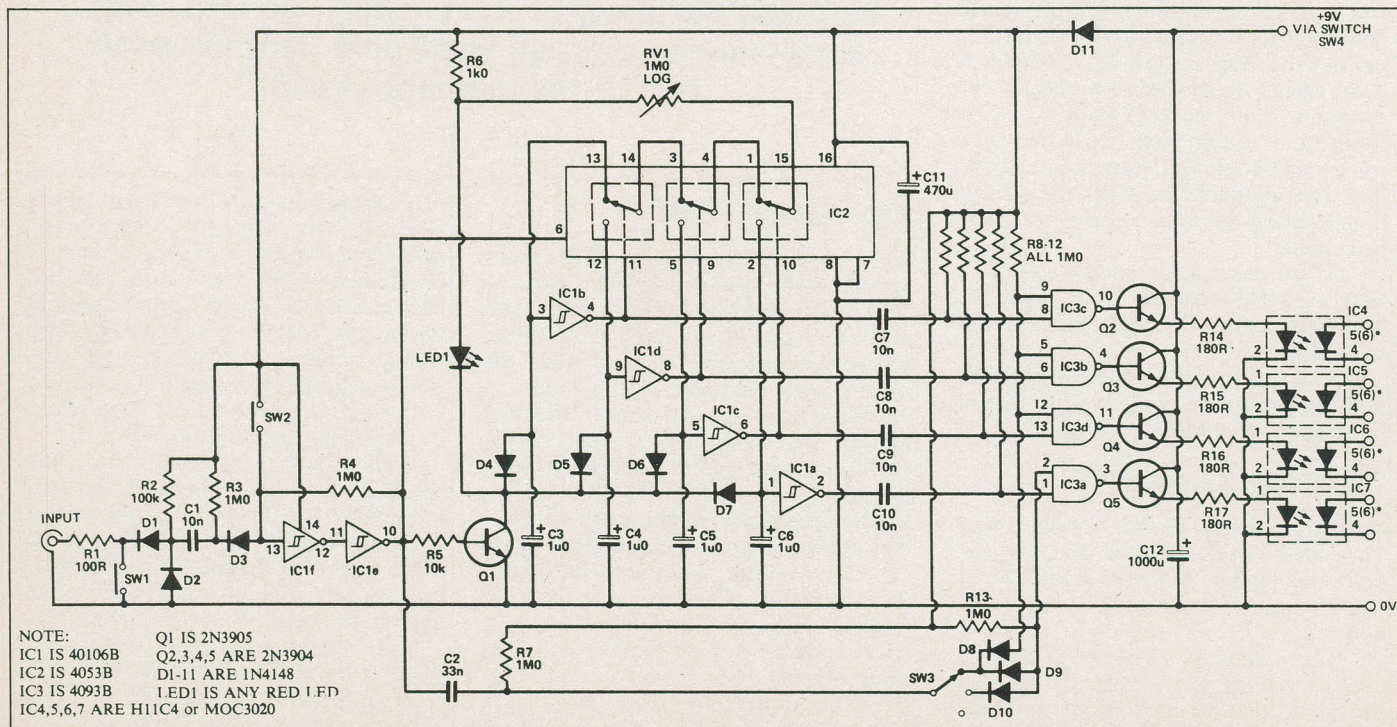 +9V
VIA SWITCH
SW4
D11
R6
1k0
RV1
1M0
LOG
13 14 3 4 1 15 16
C11
470u
IC2
6
12 11 5 9 2 10 8 7
R8-12
ALL 1M0
IC1b
3 4
C7
10n
9
8
IC3c
10
Q2
R14
180R
IC4
5(6)*
2
4
LED1
IC1d
9 8
C8
10n
5
6
IC3b
4
Q3
R15
180R
IC5
1
5(6)*
2
4
SW2
IC1c
5 6
C9
10n
12
13
IC3d
11
Q4
R16
180R
IC6
1
5(6)*
2
4
D4
D5
D6
D7
IC1a
1 2
C10
10n
2
1
IC3a
3
Q5
R17
180R
IC7
1
5(6)*
2
4
R4
1M0
R2
100k
C1
10n
R3
1M0
INPUT
R1
100R
D1
SW1
D2
D3
13 14 12
IC1f
11 10
IC1e
R5
10k
Q1
C3
1u0
C4
1u0
C5
1u0
C6
1u0
C12
1000u
0V
R13
1M0
R7
1M0
C2
33n
D8
D9
D10
SW3
NOTE:
IC1 IS 40106B
IC2 IS 4053B
IC3 IS 4093B
IC4,5,6,7 ARE H11C4 or MOC3020
Q1 IS 2N3905
Q2,3,4,5 ARE 2N3904
D1-11 ARE 1N4148
LED1 IS ANY RED LED